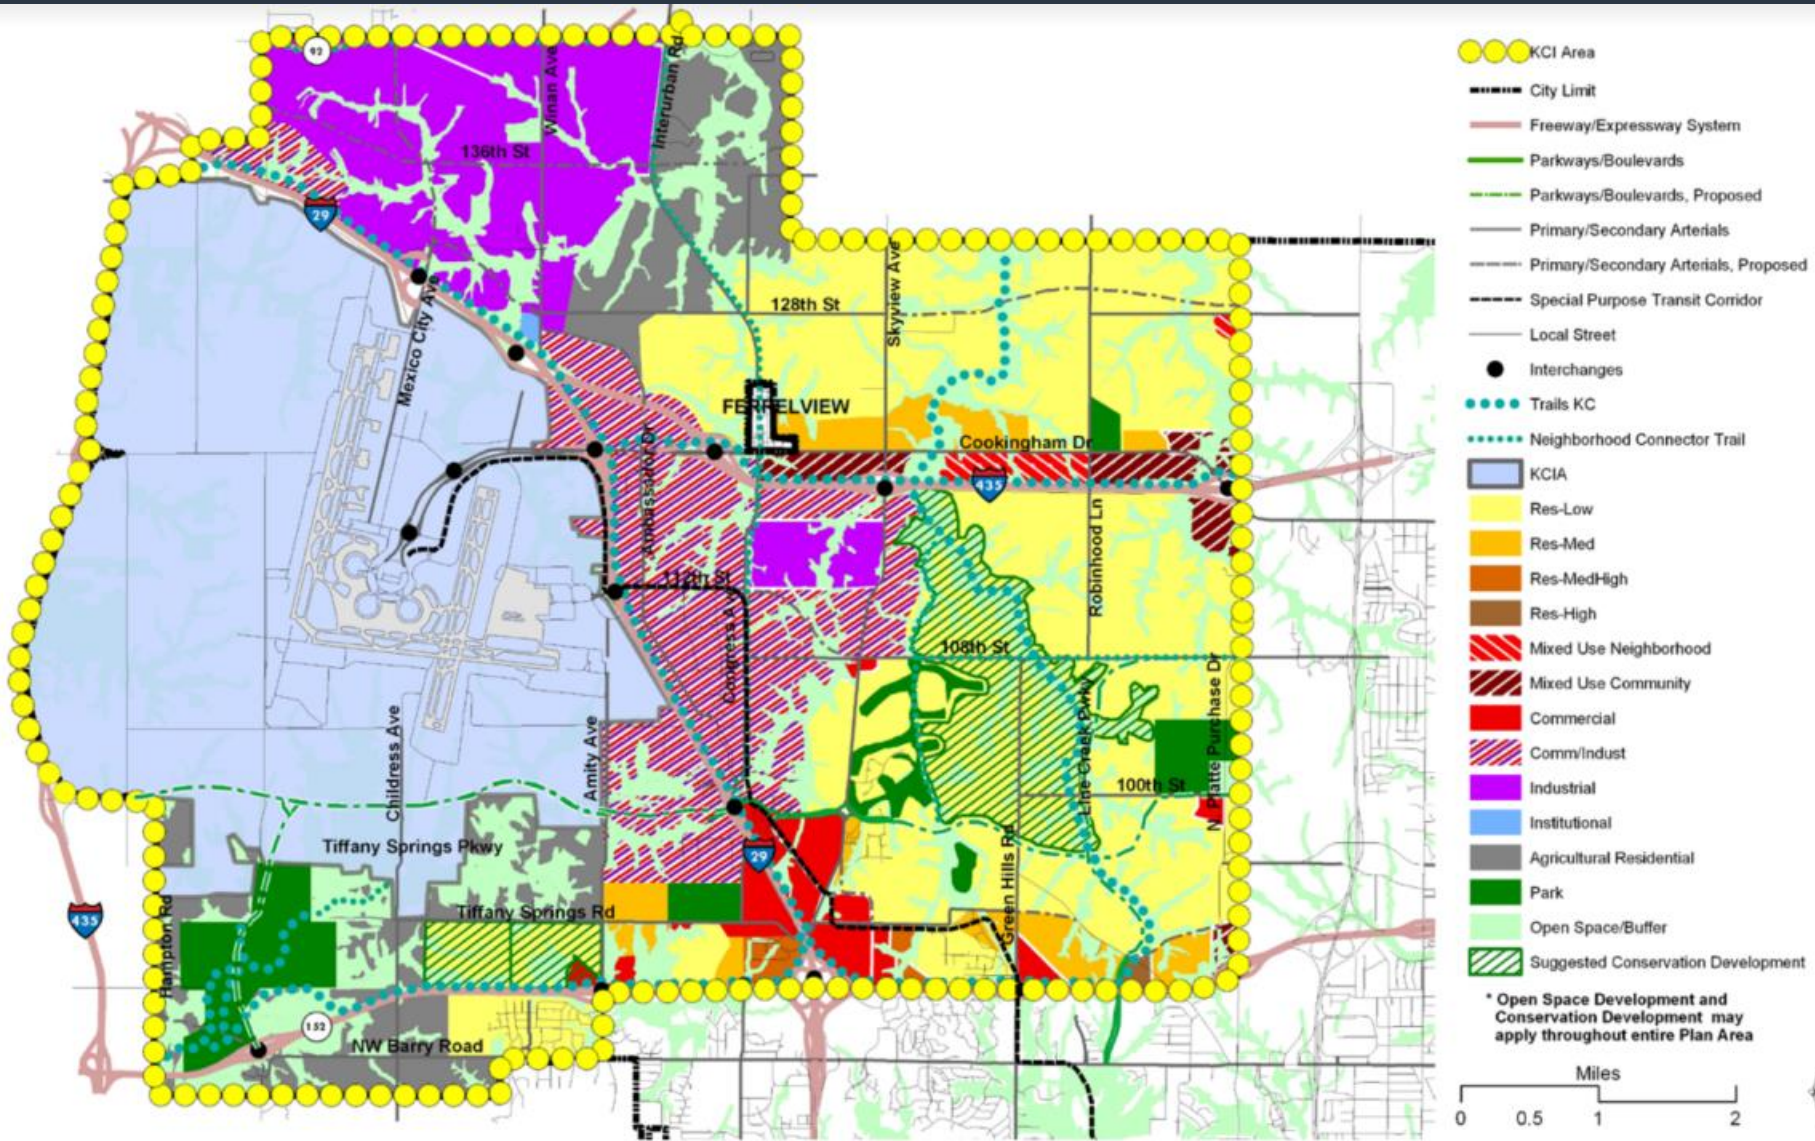 92
Winan Ave
Interurban Rd
136th St
29
Mexico City Ave
128th St
Skyview Ave
FERRELVIEW
Cookingham Dr
Ambassador Dr
435
Robinhood Ln
112th St
Congress A
108th St
Childress Ave
Amity Ave
Line Creek Pkwy
N Platte Purchase Dr
100th St
Tiffany Springs Pkwy
29
Green Hills Rd
435
Hampton Rd
Tiffany Springs Rd
152
NW Barry Road
KCI Area
City Limit
Freeway/Expressway System
Parkways/Boulevards
Parkways/Boulevards, Proposed
Primary/Secondary Arterials
Primary/Secondary Arterials, Proposed
Special Purpose Transit Corridor
Local Street
Interchanges
Trails KC
Neighborhood Connector Trail
KCIA
Res-Low
Res-Med
Res-MedHigh
Res-High
Mixed Use Neighborhood
Mixed Use Community
Commercial
Comm/Indust
Industrial
Institutional
Agricultural Residential
Park
Open Space/Buffer
Suggested Conservation Development
* Open Space Development and
Conservation Development may
apply throughout entire Plan Area
Miles
0 0.5 1 2